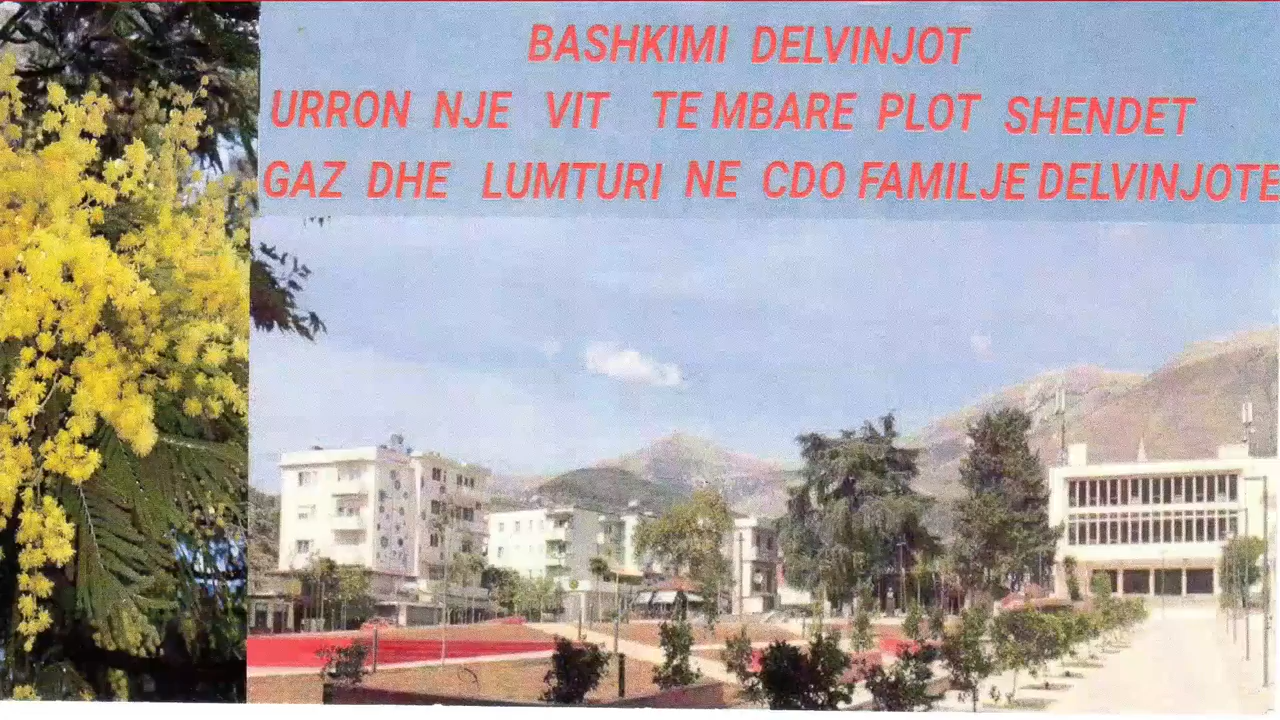 BASHKIMI DELVINJOT
URRON NJE VIT TE MBARE PLOT SHENDET
GAZ DHE LUMTURI NE CDO FAMILJE DELVINJOTE